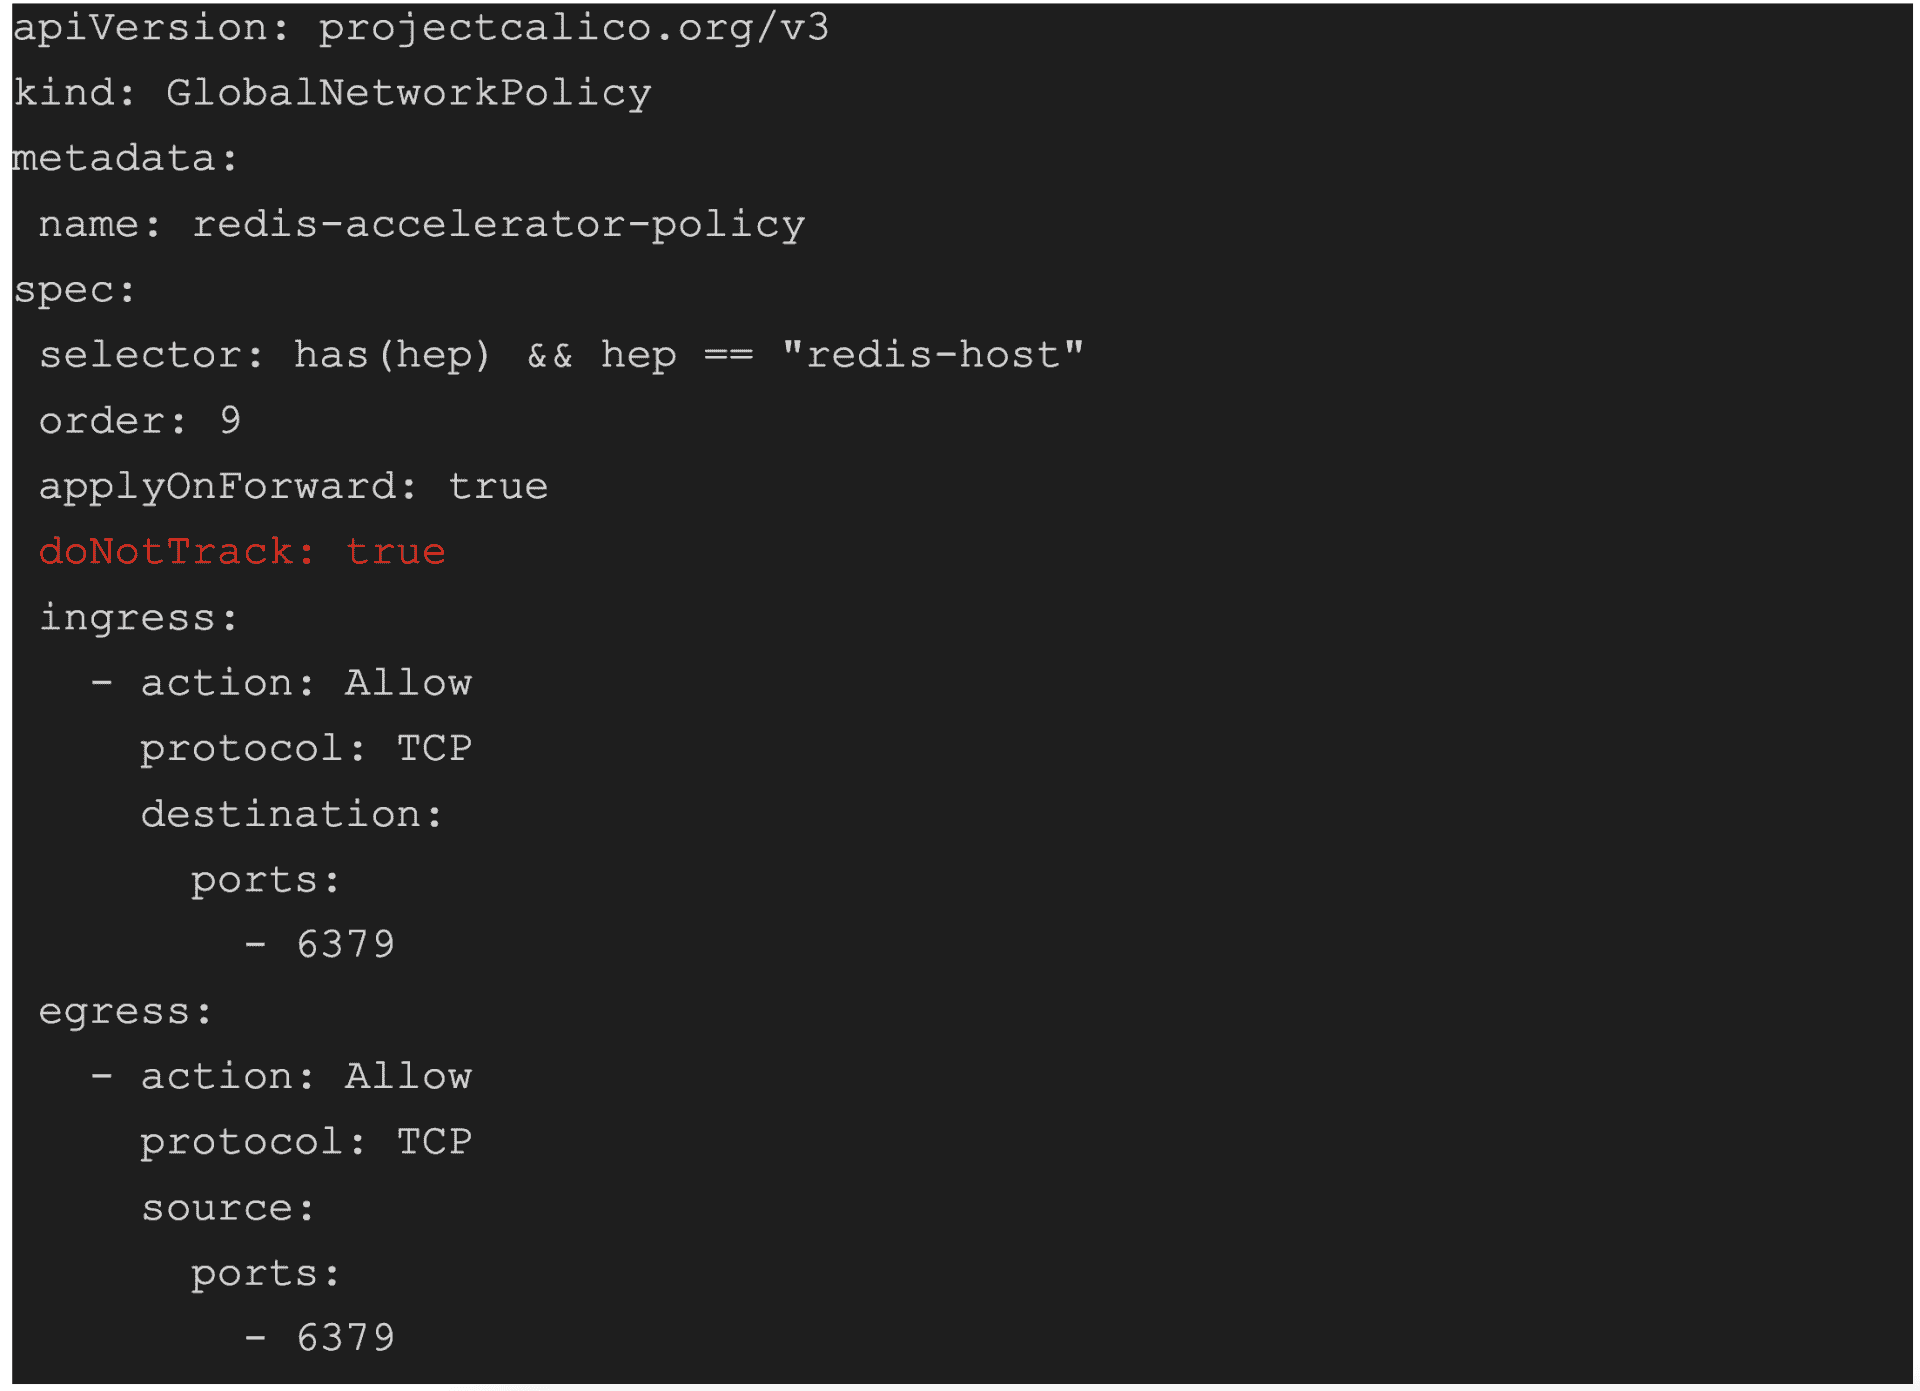 apiVersion: projectcalico.org/v3
kind: GlobalNetworkPolicy
metadata:
 name: redis-accelerator-policy
spec:
 selector: has(hep) && hep == "redis-host"
 order: 9
 applyOnForward: true
 doNotTrack: true
 ingress:
   - action: Allow
     protocol: TCP
     destination:
       ports:
         - 6379
 egress:
   - action: Allow
     protocol: TCP
     source:
       ports:
         - 6379